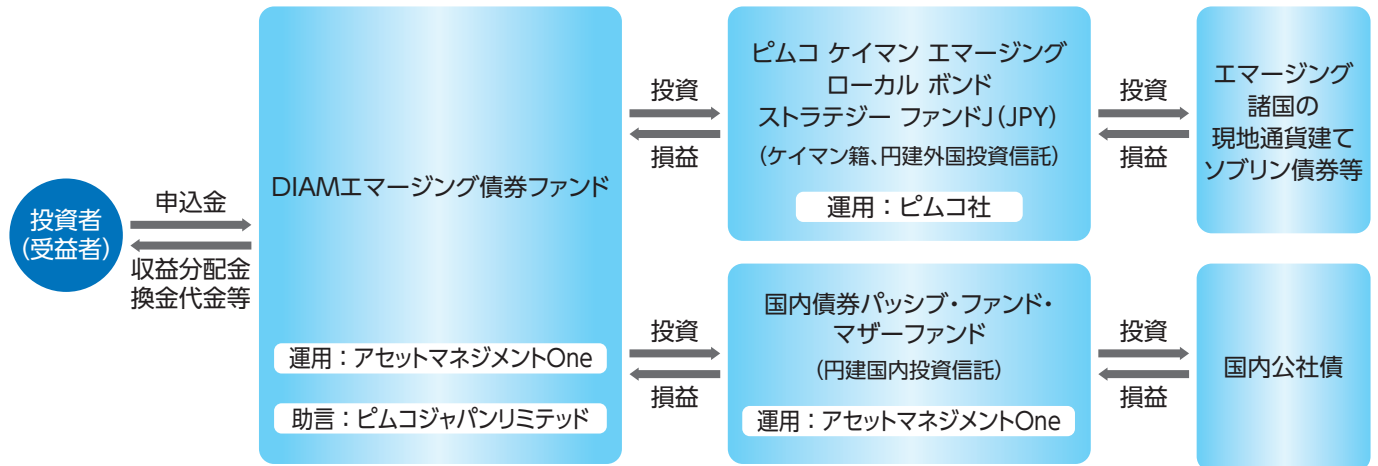 投資者
(受益者)
申込金
収益分配金
換金代金等
DIAMエマージング債券ファンド
運用：アセットマネジメントOne
助言：ピムコジャパンリミテッド
投資
損益
ピムコ ケイマン エマージング
ローカル ボンド
ストラテジー ファンドJ(JPY)
(ケイマン籍、円建外国投資信託)
運用：ピムコ社
投資
損益
エマージング
諸国の
現地通貨建て
ソブリン債券等
投資
損益
国内債券パッシブ・ファンド・
マザーファンド
(円建国内投資信託)
運用：アセットマネジメントOne
投資
損益
国内公社債